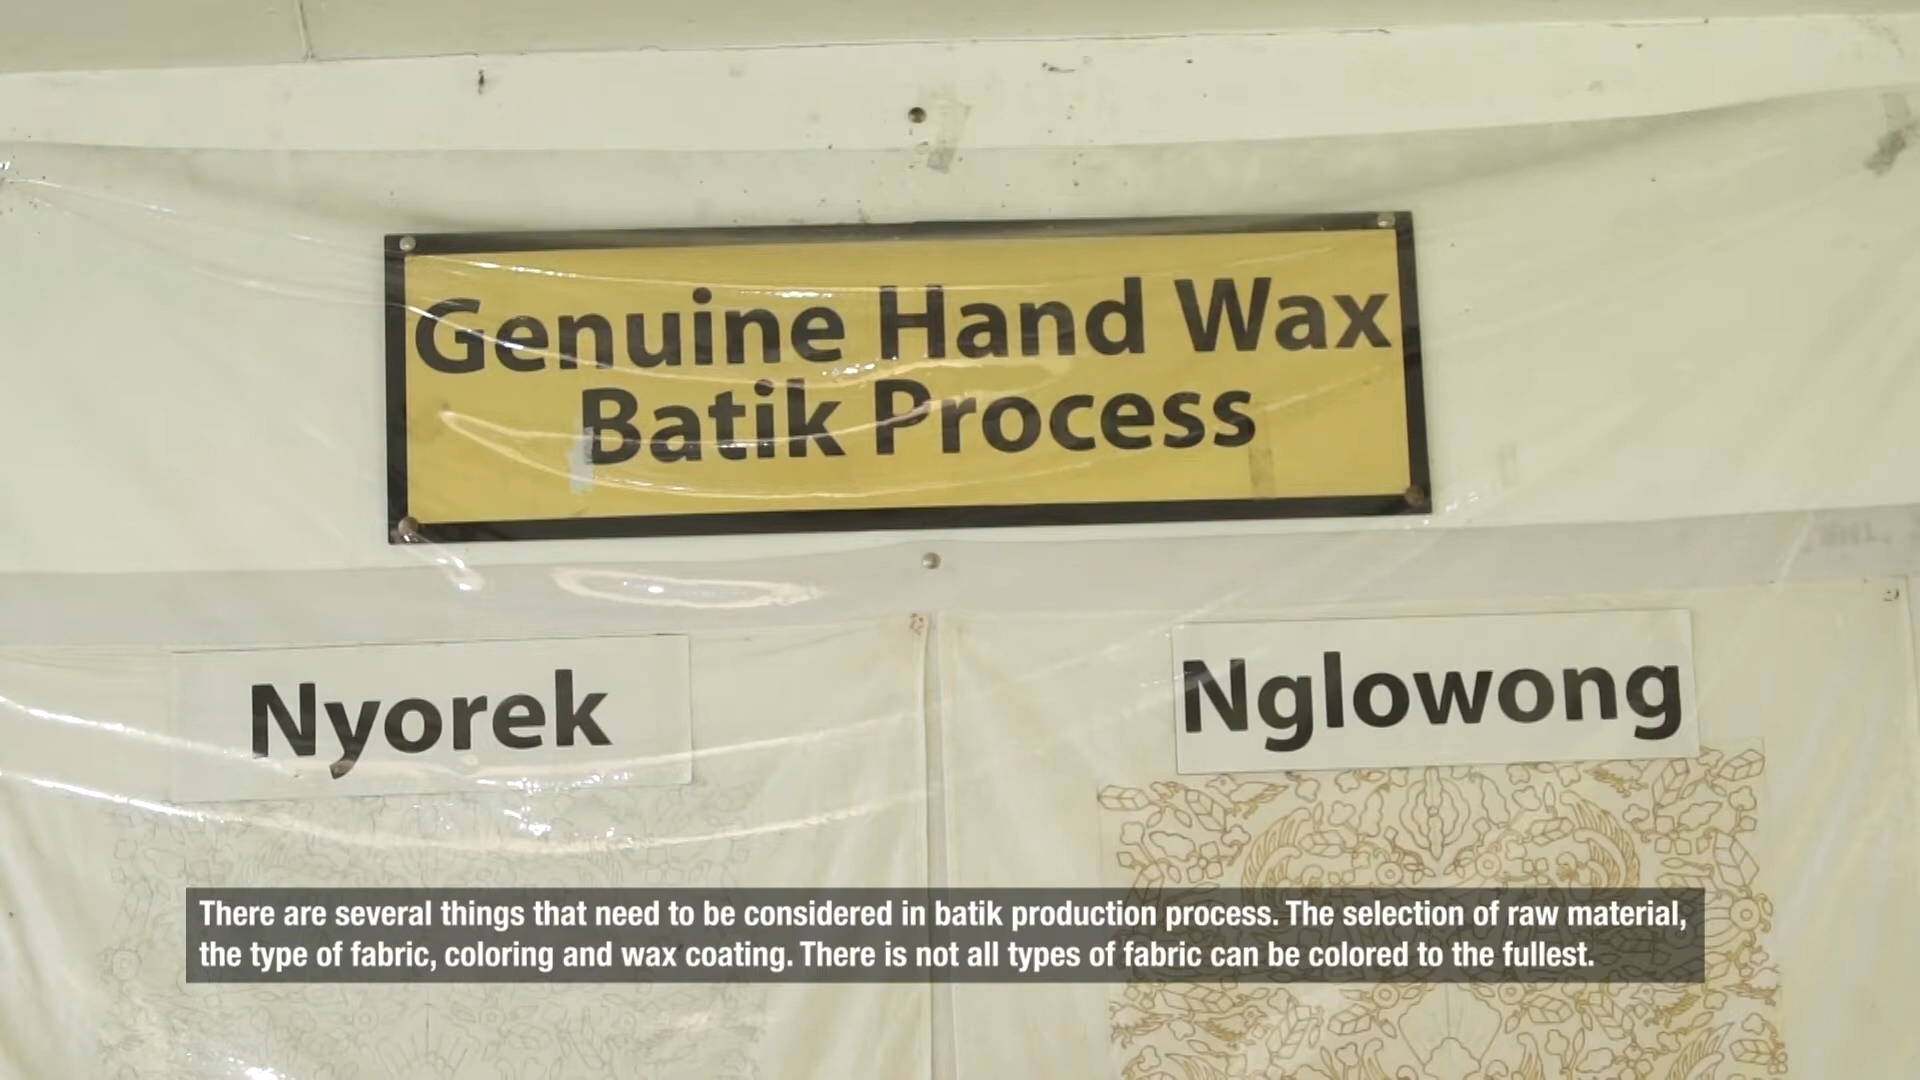 Genuine Hand Wax
Batik Process
Nyorek
Nglowong
There are several things that need to be considered in batik production process. The selection of raw material,
the type of fabric, coloring and wax coating. There is not all types of fabric can be colored to the fullest.